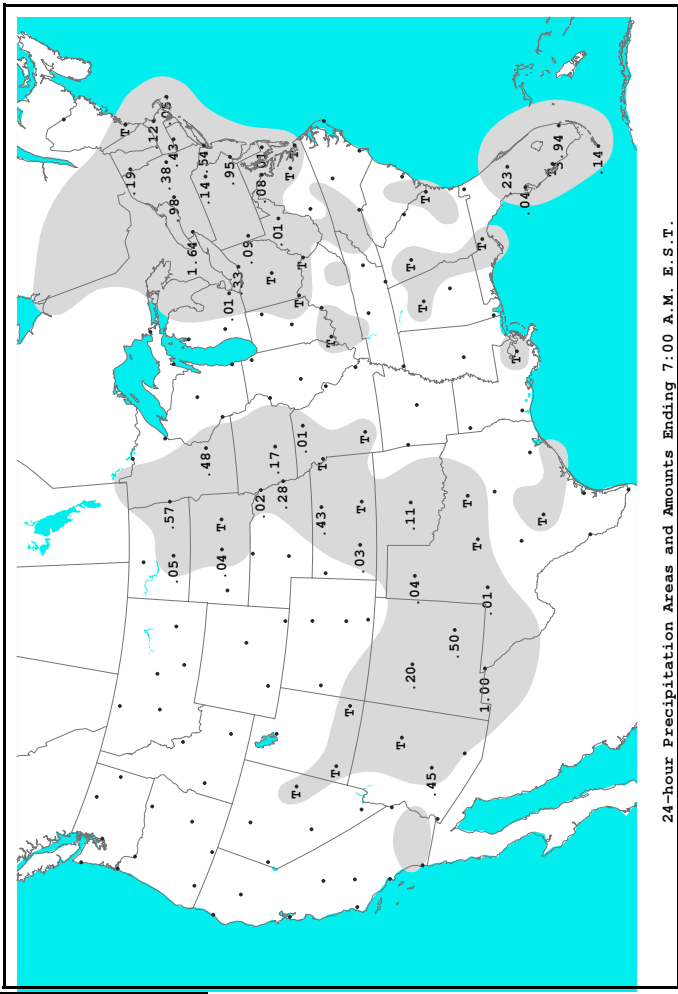 T
.19 .12 .05
.57 .05 .98 .38 .43
1.64 .14 .54
.04 T .48 .01 .95
.33 .09
.02 .08 .01
.28 .17 T .01
T .01 T T T T
.43 T T
T T
.03 T T
T .20 .04 .11 T
.45 T T
.50
T T
1.00 .01 T
T .23
T .04
.94
.14
24-hour Precipitation Areas and Amounts Ending 7:00 A.M. E.S.T.